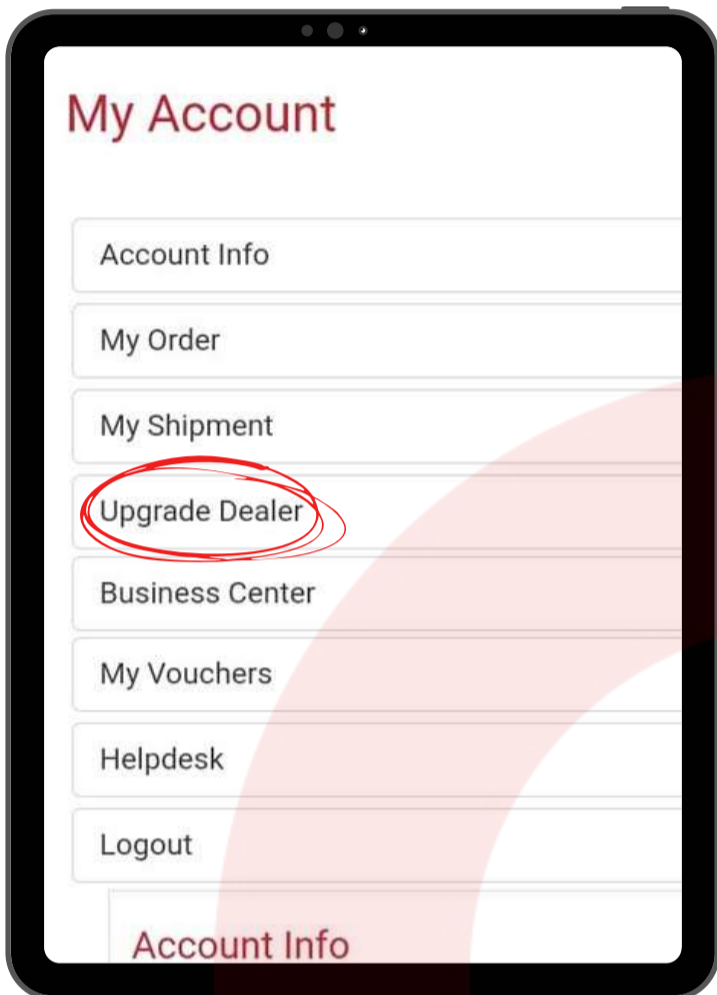 My Account
Account Info
My Order
My Shipment
Upgrade Dealer
Business Center
My Vouchers
Helpdesk
Logout
Account Info